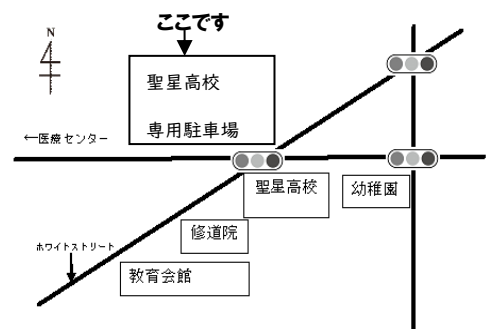 ここです
N
聖星高校
専用駐車場
←医療センター
聖星高校
幼稚園
修道院
ホワイトストリート
教育会館